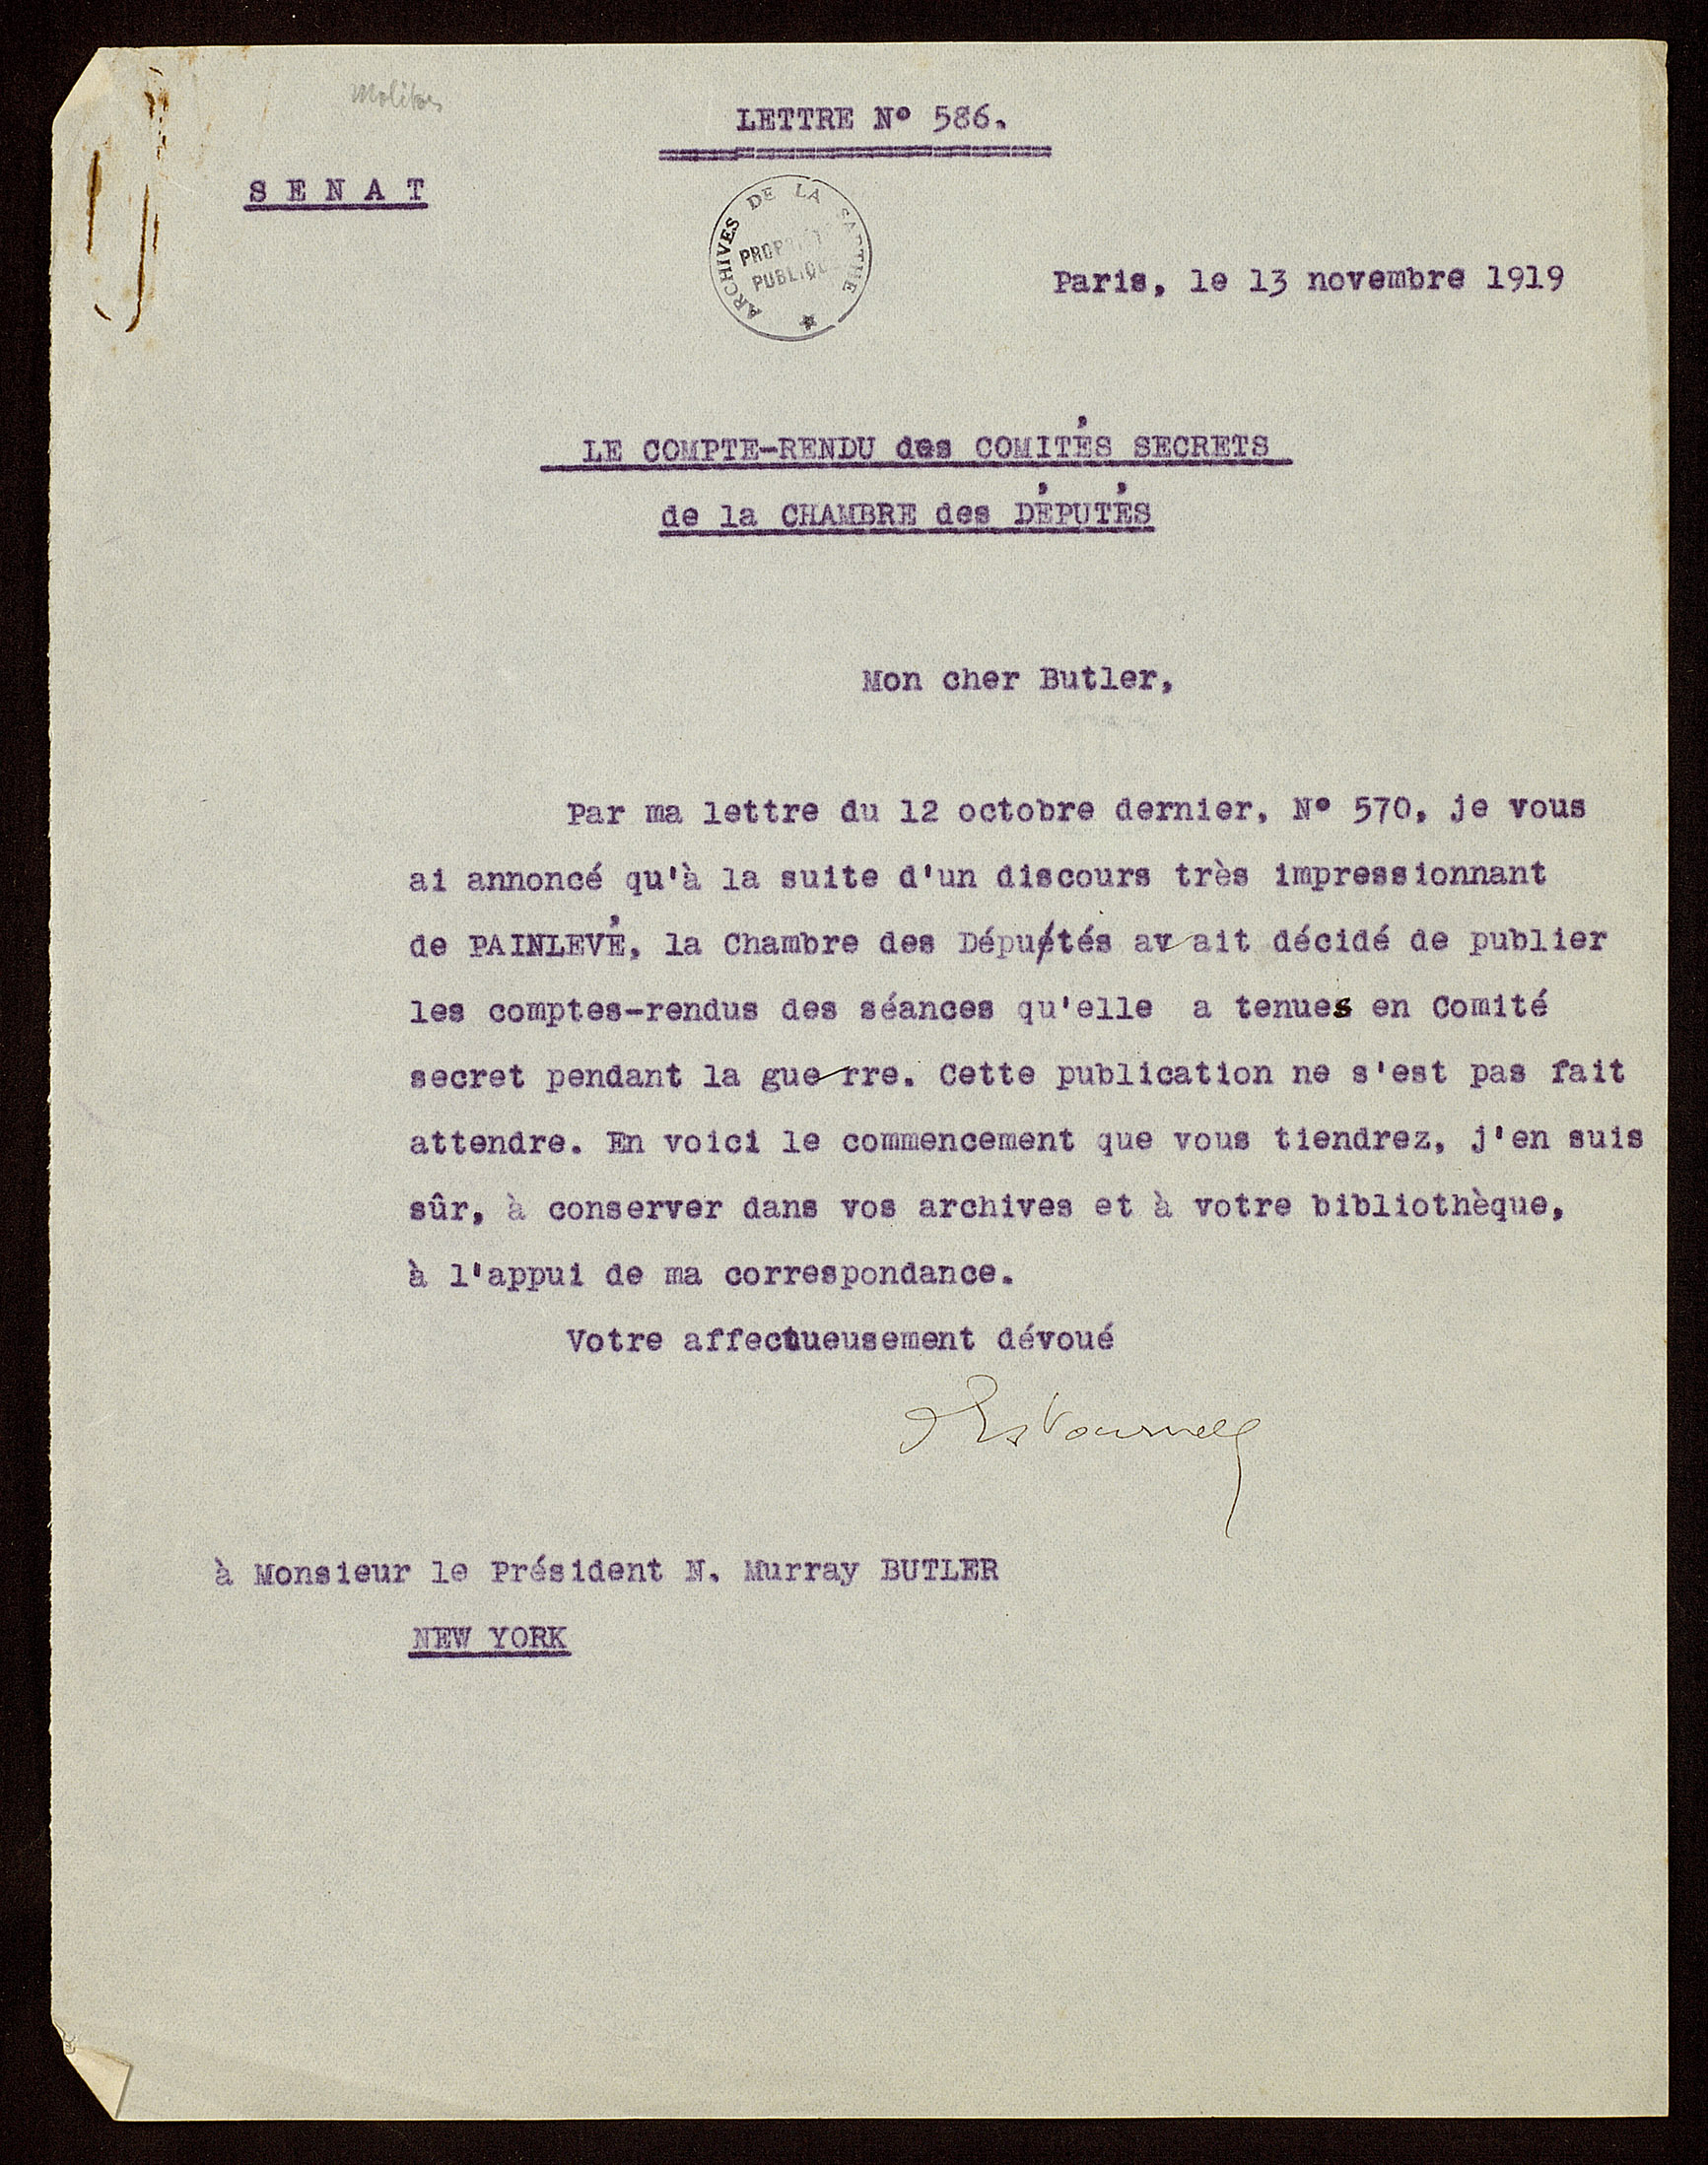 LETTRE N° 586.
SENAT
ARCHIVES DE LA SARTHE
PROPRIÉTÉ
PUBLIQUE
Paris, le 13 novembre 1919
LE COMPTE-RENDU des COMITÉS SECRETS
de la CHAMBRE des DÉPUTÉS
Mon cher Butler,
Par ma lettre du 12 octobre dernier, N° 570, je vous
ai annoncé qu'à la suite d'un discours très impressionnant
de PAINLEVÉ, la Chambre des Députés avait décidé de publier
les comptes-rendus des séances qu'elle a tenues en Comité
secret pendant la guerre. Cette publication ne s'est pas fait
attendre. En voici le commencement que vous tiendrez, j'en suis
sûr, à conserver dans vos archives et à votre bibliothèque,
à l'appui de ma correspondance.
Votre affectueusement dévoué
d'Estournelles
à Monsieur le Président N. Murray BUTLER
NEW YORK